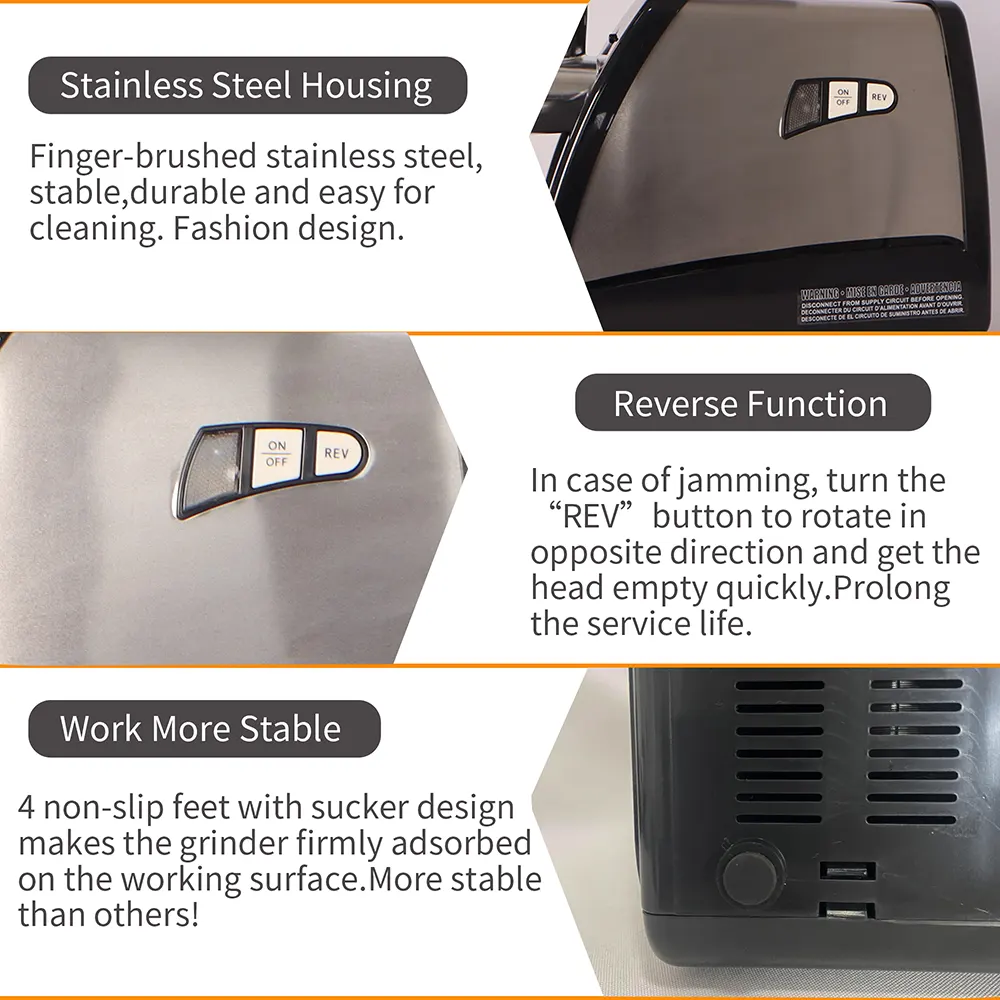 Stainless Steel Housing
Finger-brushed stainless steel,
stable,durable and easy for
cleaning. Fashion design.
ON
OFF
REV
WARNING · MISE EN GARDE · ADVERTENCIA
DISCONNECT FROM SUPPLY CIRCUIT BEFORE OPENING.
DECONNECTER DU CIRCUIT D'ALIMENTATION AVANT D'OUVRIR.
DESCONECTE DE EL CIRCUITO DE SUMINISTRO ANTES DE ABRIR.
ON
OFF
REV
Reverse Function
In case of jamming, turn the
“REV” button to rotate in
opposite direction and get the
head empty quickly.Prolong
the service life.
Work More Stable
4 non-slip feet with sucker design
makes the grinder firmly adsorbed
on the working surface.More stable
than others!